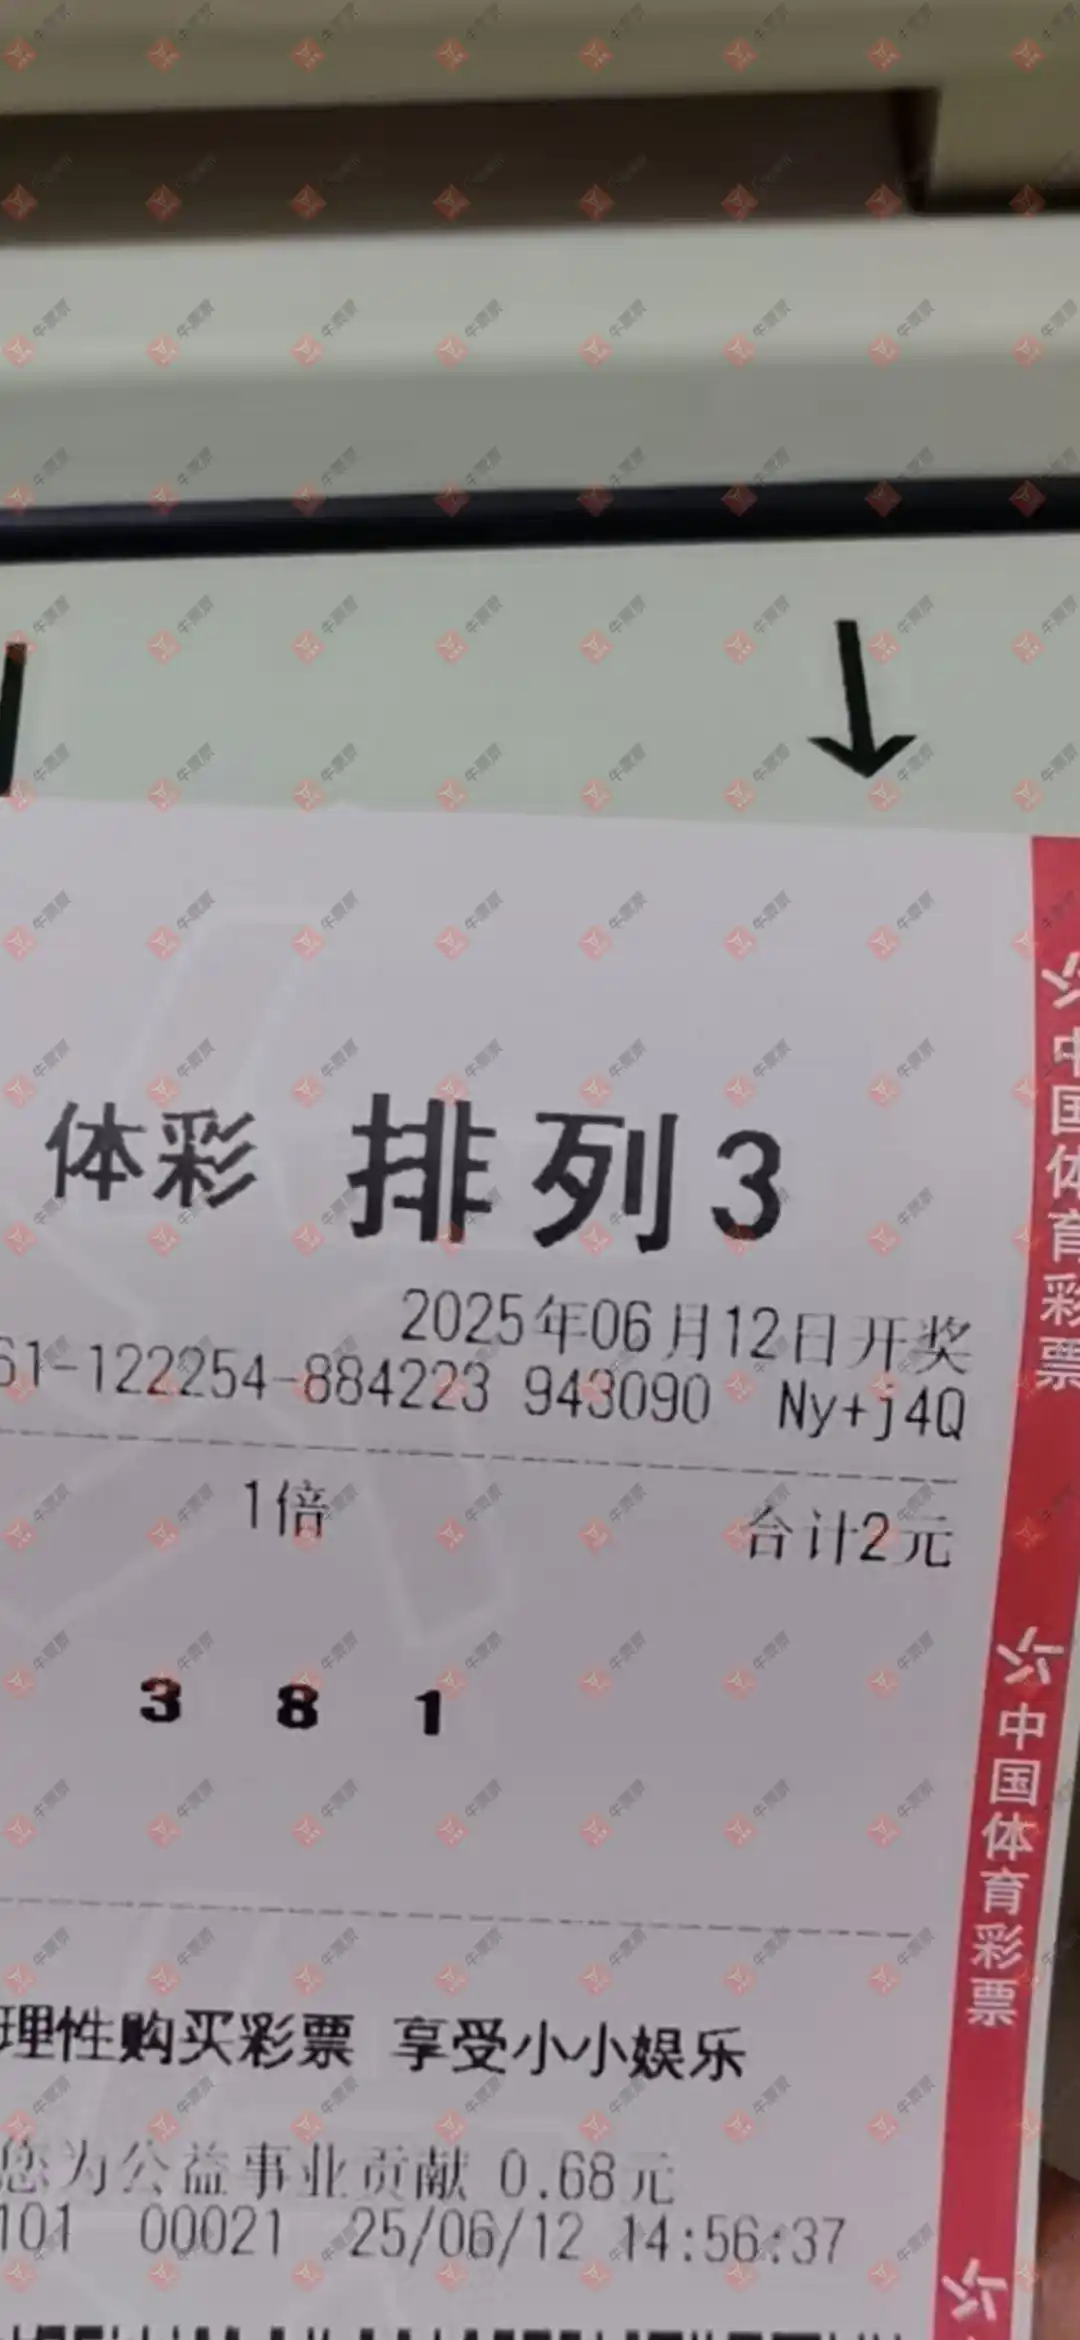 体彩 排列3
2025年06月12日开奖
61-122254-884223 943090 Ny+j4Q
1倍 合计2元
3 8 1
理性购买彩票 享受小小娱乐
您为公益事业贡献 0.68元
101 00021 25/06/12 14:56:37
中国体育彩票
中国体育彩票